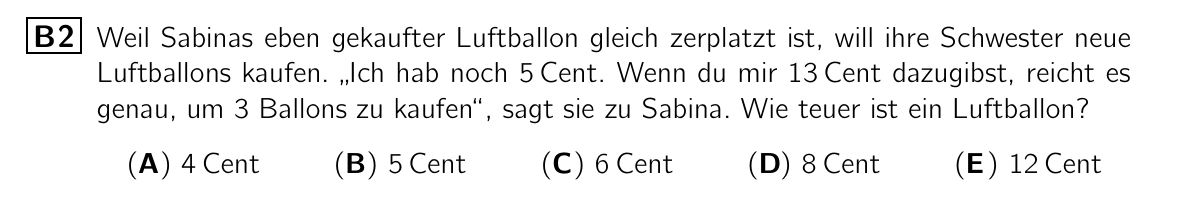 B2 Weil Sabinas eben gekaufter Luftballon gleich zerplatzt ist, will ihre Schwester neue
Luftballons kaufen. „Ich hab noch 5 Cent. Wenn du mir 13 Cent dazugibst, reicht es
genau, um 3 Ballons zu kaufen“, sagt sie zu Sabina. Wie teuer ist ein Luftballon?
(A) 4 Cent (B) 5 Cent (C) 6 Cent (D) 8 Cent (E) 12 Cent